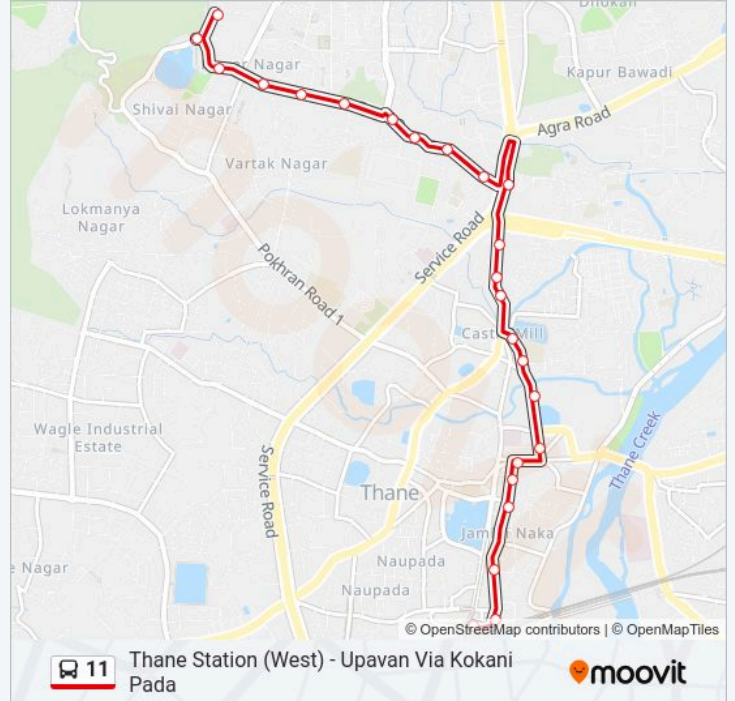 Dhokali
Kapur Bawadi
Agra Road
Nagar
Shivai Nagar
Vartak Nagar
Lokmanya
Nagar
Service Road
Pokhran Road 1
Mill
Wagle Industrial
Estate
Service Road
Thane Creek
Thane
Naka
Naupada
e Nagar
Naupada
© OpenStreetMap contributors | © OpenMapTiles
11
Thane Station (West) - Upavan Via Kokani
Pada
moovit